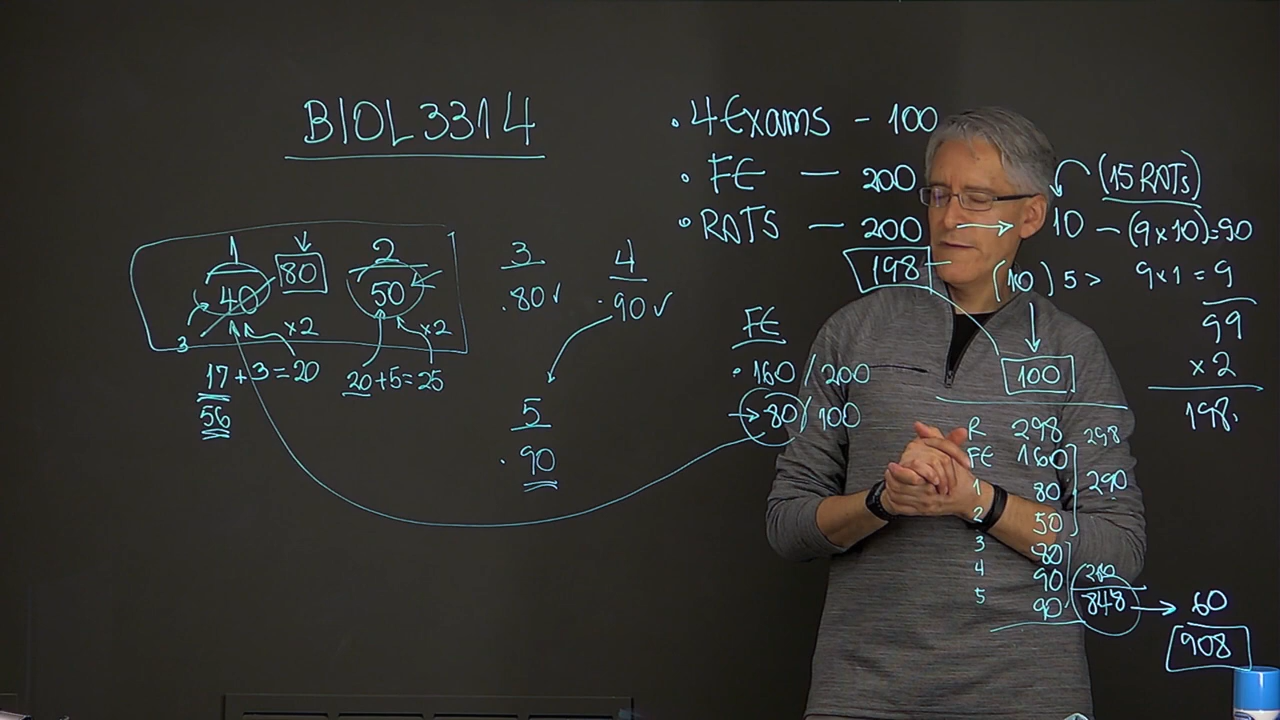 BIOL3314
1 2 3 4
40 80 50 .80✓ .90✓
3 x2 x2
17+3=20 20+5=25
56
5
. 90
• 4 Exams - 100
• FE — 200
• RATS — 200 → 10 — (9x10)=90
(15 RATs)
198 — (10) 5 > 9x1 = 9
99
x2
198.
FE
• 160/200
→ 80/100
100
R 298 298
FE 160
1 80 290
2 50
3 80
4 90
5 90 848 → 60
908